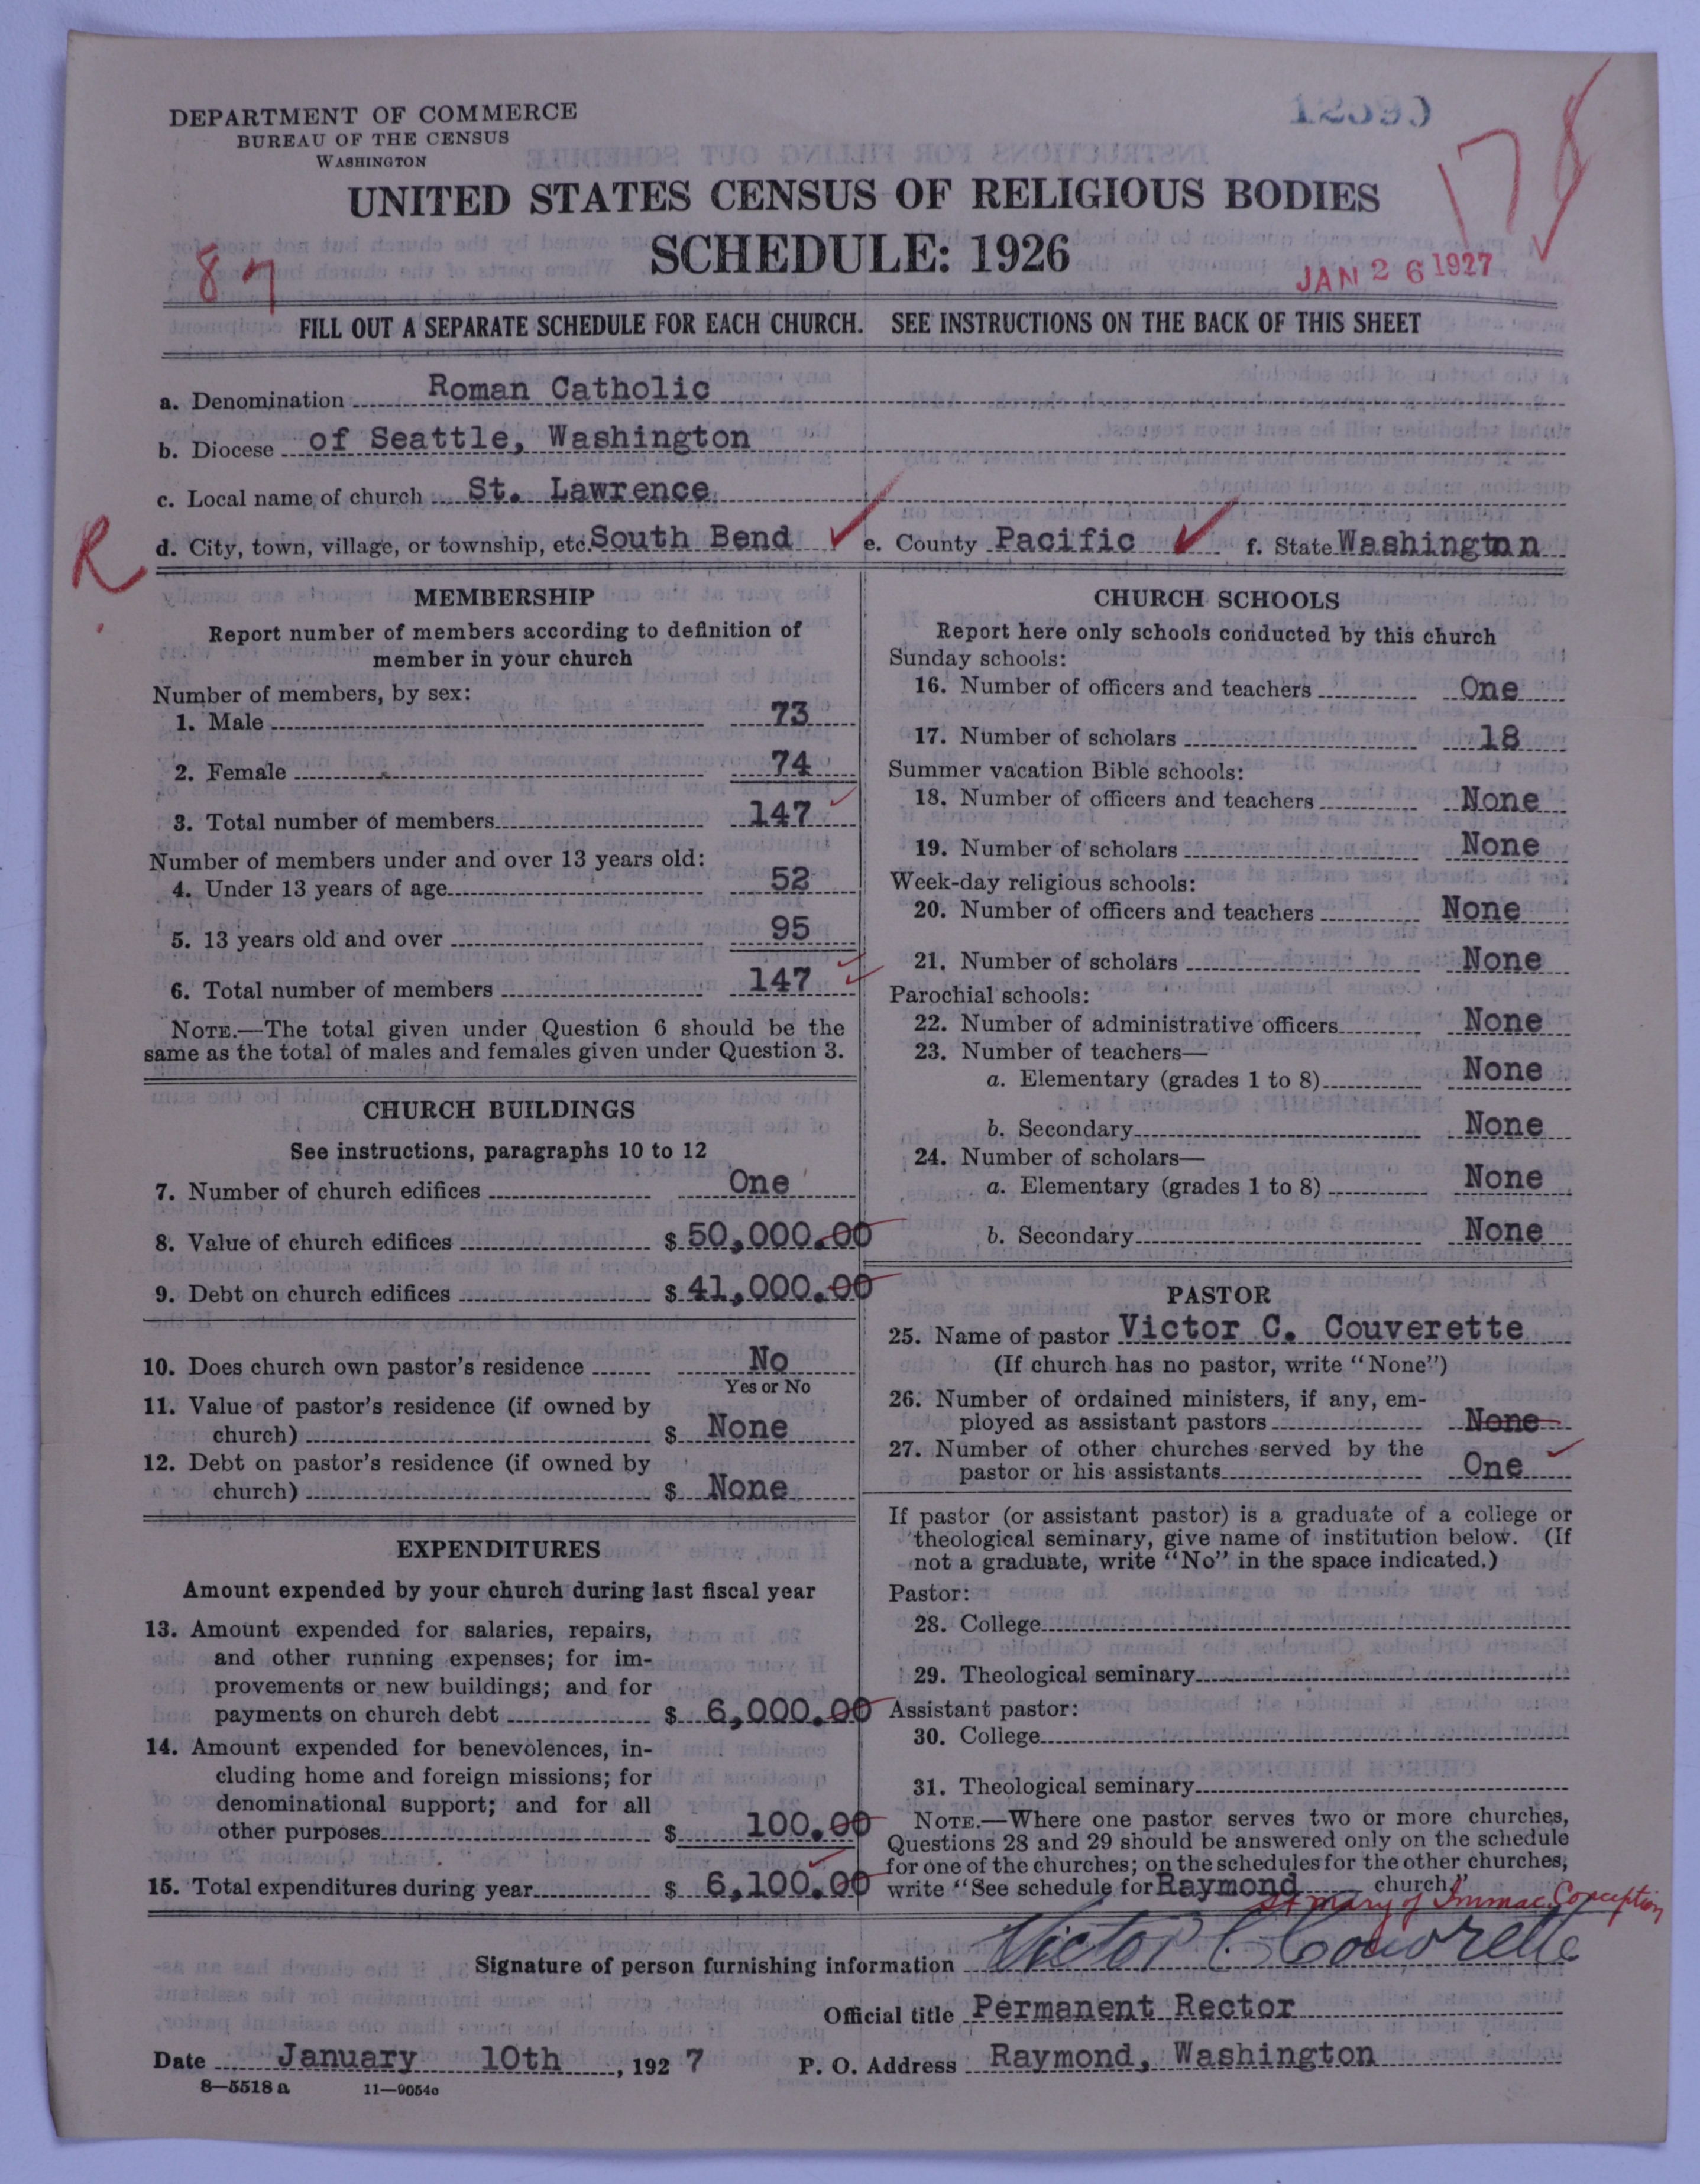 DEPARTMENT OF COMMERCE
BUREAU OF THE CENSUS
WASHINGTON
UNITED STATES CENSUS OF RELIGIOUS BODIES
178
SCHEDULE: 1926
87
JAN 26 1927
FILL OUT A SEPARATE SCHEDULE FOR EACH CHURCH. SEE INSTRUCTIONS ON THE BACK OF THIS SHEET
a. Denomination Roman Catholic
b. Diocese of Seattle, Washington
c. Local name of church St. Lawrence
R
d. City, town, village, or township, etc. South Bend e. County Pacific f. State Washington
MEMBERSHIP
Report number of members according to definition of
member in your church
Number of members, by sex:
1. Male 73
2. Female 74
3. Total number of members 147
Number of members under and over 13 years old:
4. Under 13 years of age 52
5. 13 years old and over 95
6. Total number of members 147
NOTE.—The total given under Question 6 should be the
same as the total of males and females given under Question 3.
CHURCH BUILDINGS
See instructions, paragraphs 10 to 12
7. Number of church edifices One
8. Value of church edifices $ 50,000.00
9. Debt on church edifices $ 41,000.00
10. Does church own pastor's residence No
Yes or No
11. Value of pastor's residence (if owned by
church) $ None
12. Debt on pastor's residence (if owned by
church) $ None
EXPENDITURES
Amount expended by your church during last fiscal year
13. Amount expended for salaries, repairs,
and other running expenses; for im-
provements or new buildings; and for
payments on church debt $ 6,000.00
14. Amount expended for benevolences, in-
cluding home and foreign missions; for
denominational support; and for all
other purposes $ 100.00
15. Total expenditures during year $ 6,100.00
CHURCH SCHOOLS
Report here only schools conducted by this church
Sunday schools:
16. Number of officers and teachers One
17. Number of scholars 18
Summer vacation Bible schools:
18. Number of officers and teachers None
19. Number of scholars None
Week-day religious schools:
20. Number of officers and teachers None
21. Number of scholars None
Parochial schools:
22. Number of administrative officers None
23. Number of teachers—
a. Elementary (grades 1 to 8) None
b. Secondary None
24. Number of scholars—
a. Elementary (grades 1 to 8) None
b. Secondary None
PASTOR
25. Name of pastor Victor C. Couverette
(If church has no pastor, write "None")
26. Number of ordained ministers, if any, em-
ployed as assistant pastors None
27. Number of other churches served by the
pastor or his assistants One
If pastor (or assistant pastor) is a graduate of a college or
theological seminary, give name of institution below. (If
not a graduate, write "No" in the space indicated.)
Pastor:
28. College
29. Theological seminary
Assistant pastor:
30. College
31. Theological seminary
NOTE.—Where one pastor serves two or more churches,
Questions 28 and 29 should be answered only on the schedule
for one of the churches; on the schedules for the other churches,
write "See schedule for Raymond church."
St mary of Immac. Conception
Signature of person furnishing information Victor C. Couvrette
Official title Permanent Rector
Date January 10th, 1927 P. O. Address Raymond, Washington
8—5518 a 11—9054c